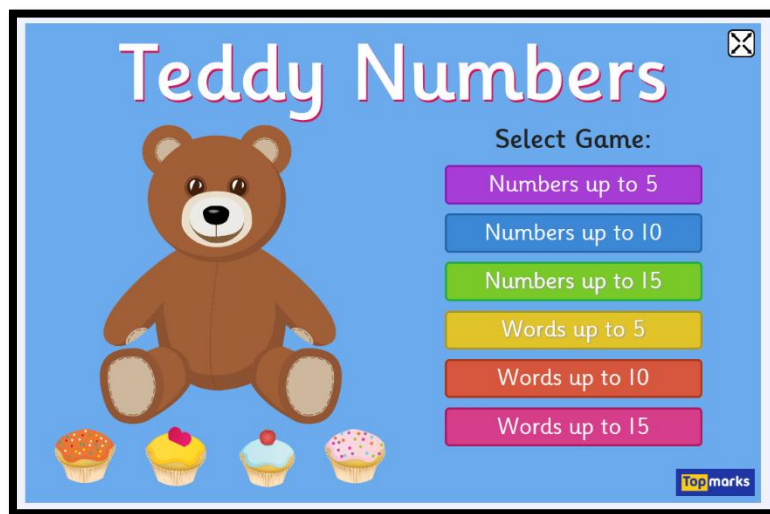 Teddy Numbers
Select Game:
Numbers up to 5
Numbers up to 10
Numbers up to 15
Words up to 5
Words up to 10
Words up to 15
Topmarks